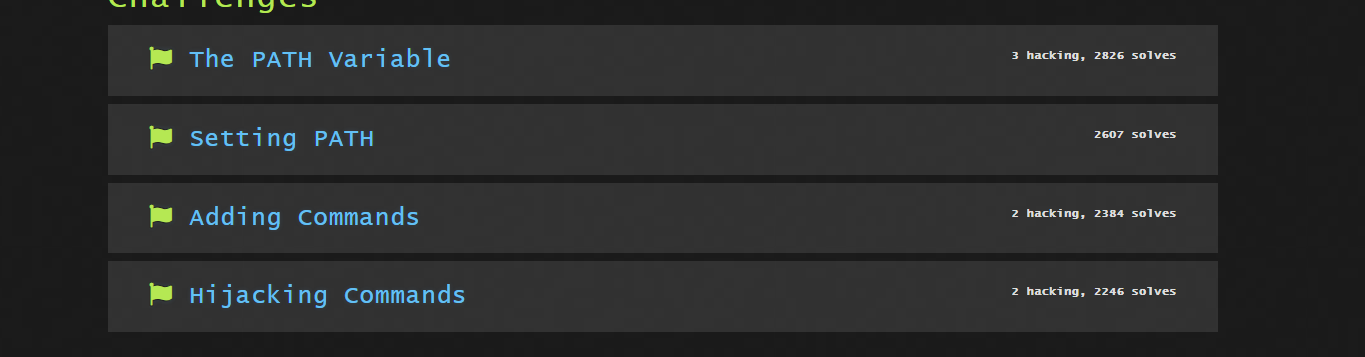 Challenges
The PATH Variable
3 hacking, 2826 solves
Setting PATH
2607 solves
Adding Commands
2 hacking, 2384 solves
Hijacking Commands
2 hacking, 2246 solves